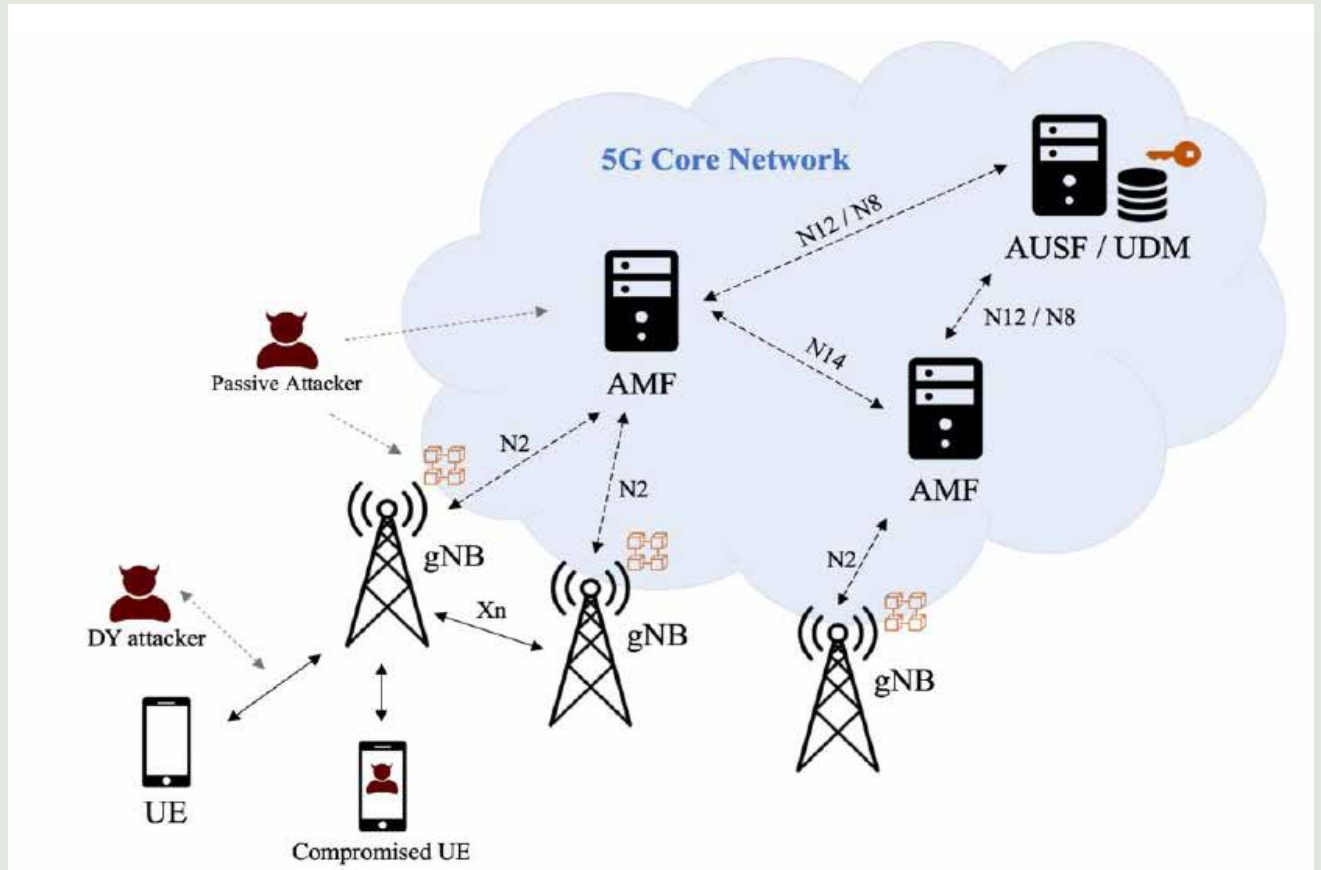 5G Core Network
N12 / N8
AUSF / UDM
N12 / N8
Passive Attacker
AMF
N14
AMF
N2
N2
gNB
N2
gNB
Xn
gNB
DY attacker
UE
Compromised UE